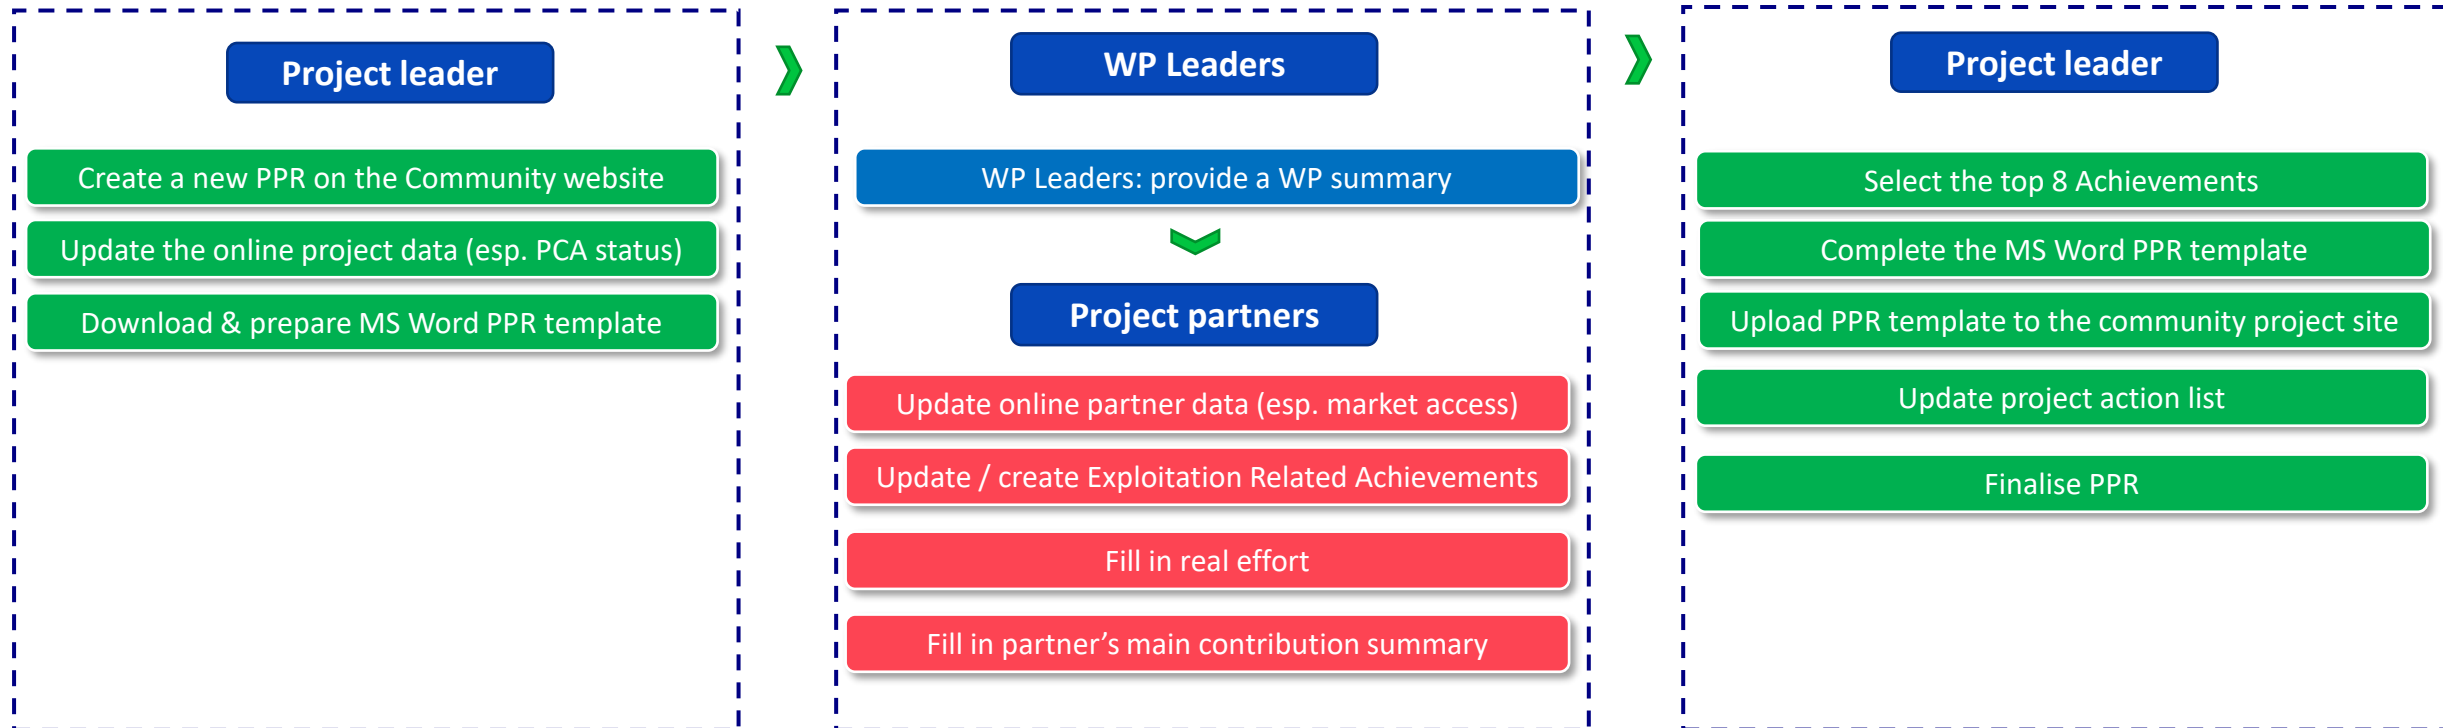 Project leader
Create a new PPR on the Community website
Update the online project data (esp. PCA status)
Download & prepare MS Word PPR template
WP Leaders
WP Leaders: provide a WP summary
Project partners
Update online partner data (esp. market access)
Update / create Exploitation Related Achievements
Fill in real effort
Fill in partner’s main contribution summary
Project leader
Select the top 8 Achievements
Complete the MS Word PPR template
Upload PPR template to the community project site
Update project action list
Finalise PPR